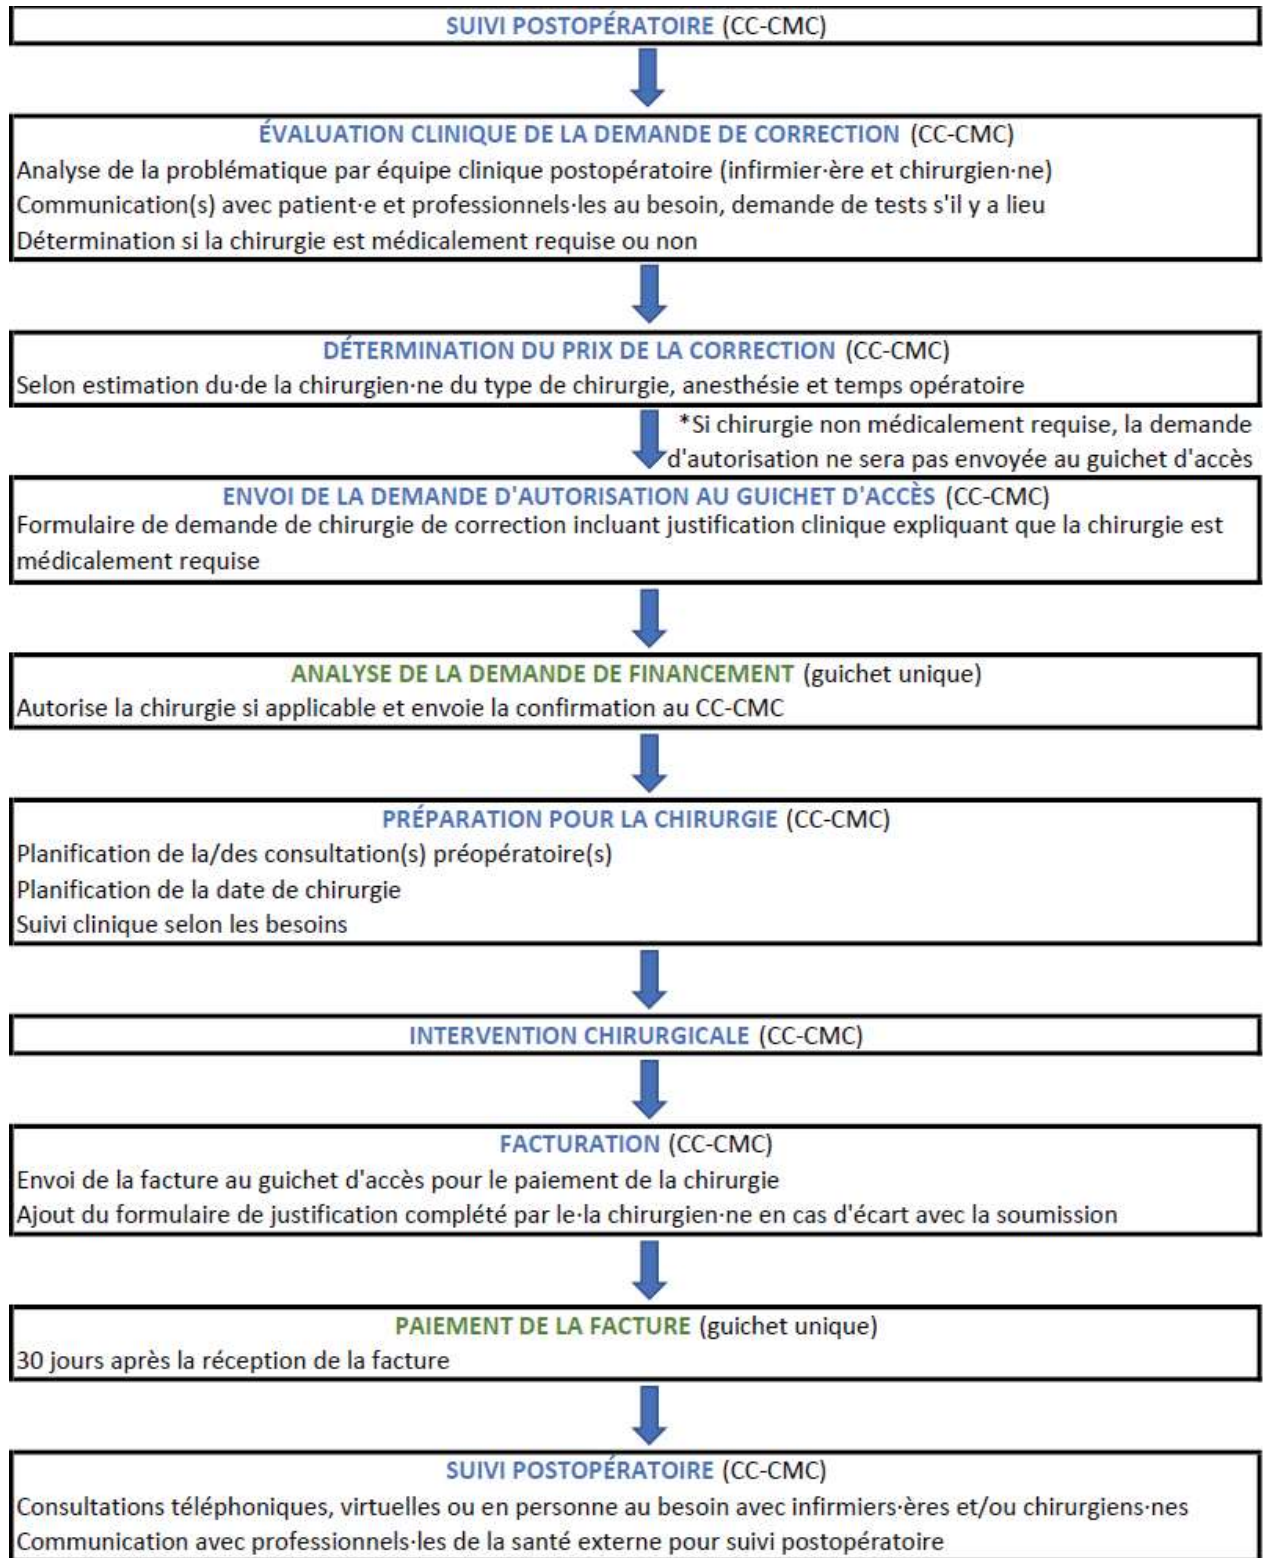 SUIVI POSTOPÉRATOIRE (CC-CMC)
ÉVALUATION CLINIQUE DE LA DEMANDE DE CORRECTION (CC-CMC)
Analyse de la problématique par équipe clinique postopératoire (infirmier·ère et chirurgien·ne)
Communication(s) avec patient·e et professionnels·les au besoin, demande de tests s'il y a lieu
Détermination si la chirurgie est médicalement requise ou non
DÉTERMINATION DU PRIX DE LA CORRECTION (CC-CMC)
Selon estimation du·de la chirurgien·ne du type de chirurgie, anesthésie et temps opératoire
*Si chirurgie non médicalement requise, la demande
d'autorisation ne sera pas envoyée au guichet d'accès
ENVOI DE LA DEMANDE D'AUTORISATION AU GUICHET D'ACCÈS (CC-CMC)
Formulaire de demande de chirurgie de correction incluant justification clinique expliquant que la chirurgie est
médicalement requise
ANALYSE DE LA DEMANDE DE FINANCEMENT (guichet unique)
Autorise la chirurgie si applicable et envoie la confirmation au CC-CMC
PRÉPARATION POUR LA CHIRURGIE (CC-CMC)
Planification de la/des consultation(s) préopératoire(s)
Planification de la date de chirurgie
Suivi clinique selon les besoins
INTERVENTION CHIRURGICALE (CC-CMC)
FACTURATION (CC-CMC)
Envoi de la facture au guichet d'accès pour le paiement de la chirurgie
Ajout du formulaire de justification complété par le·la chirurgien·ne en cas d'écart avec la soumission
PAIEMENT DE LA FACTURE (guichet unique)
30 jours après la réception de la facture
SUIVI POSTOPÉRATOIRE (CC-CMC)
Consultations téléphoniques, virtuelles ou en personne au besoin avec infirmiers·ères et/ou chirurgiens·nes
Communication avec professionnels·les de la santé externe pour suivi postopératoire